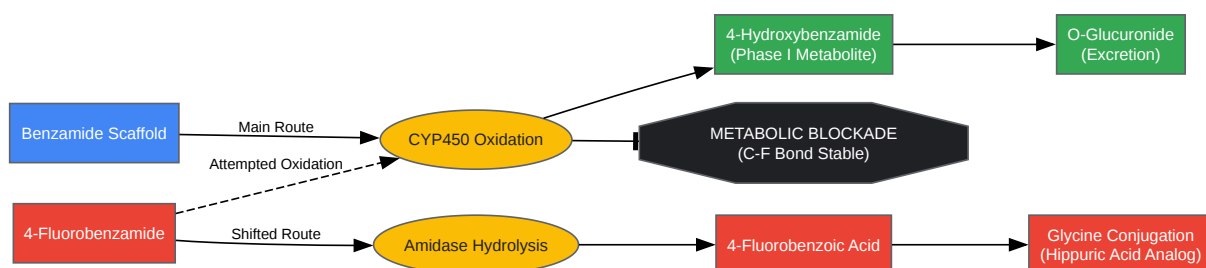 4-Hydroxybenzamide
(Phase I Metabolite)
O-Glucuronide
(Excretion)
Benzamide Scaffold
Main Route
CYP450 Oxidation
METABOLIC BLOCKADE
(C-F Bond Stable)
Attempted Oxidation
4-Fluorobenzamide
Shifted Route
Amidase Hydrolysis
4-Fluorobenzoic Acid
Glycine Conjugation
(Hippuric Acid Analog)